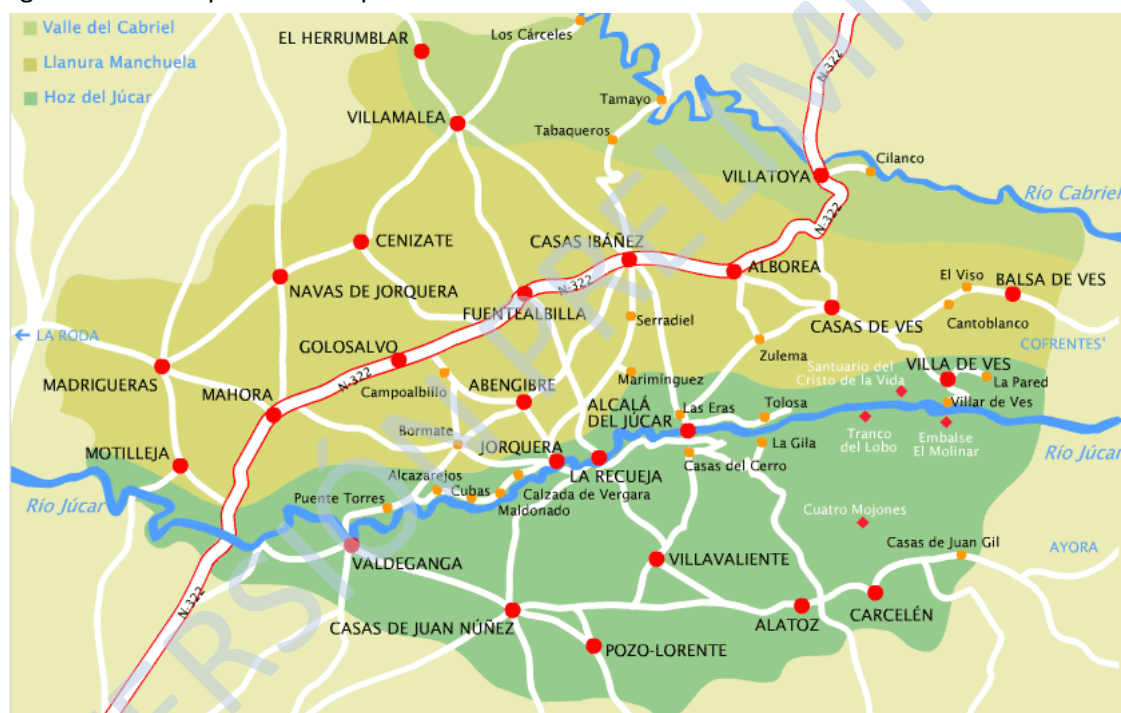 Valle del Cabriel
Llanura Manchuela
Hoz del Júcar
EL HERRUMBLAR
Los Cárceles
N-322
Tamayo
VILLAMALEA
Tabaqueros
Cilanco
VILLATOYA
Río Cabriel
N-322
CENIZATE
CASAS IBÁÑEZ
ALBOREA
El Viso
BALSA DE VES
NAVAS DE JORQUERA
N-322
FUENTEALBILLA
Serradiel
CASAS DE VES
Cantoblanco
← LA RODA
COFRENTES'
GOLOSALVO
Zulema
VILLA DE VES
Santuario del
Cristo de la Vida
La Pared
MADRIGUERAS
MAHORA
N-322
Campoalbillo
ABENGIBRE
Marimínguez
ALCALÁ
DEL JÚCAR
Las Eras
Tolosa
Villar de Ves
Bormate
Tranco
del Lobo
Embalse
El Molinar
MOTILLEJA
JORQUERA
La Gila
Río Júcar
LA RECUEJA
Casas del Cerro
Alcazarejos
Cubas
Calzada de Vergara
Puente Torres
Maldonado
Río Júcar
Cuatro Mojones
VALDEGANGA
VILLAVALIENTE
Casas de Juan Gil
AYORA
N-322
CASAS DE JUAN NÚÑEZ
ALATOZ
CARCELÉN
POZO-LORENTE